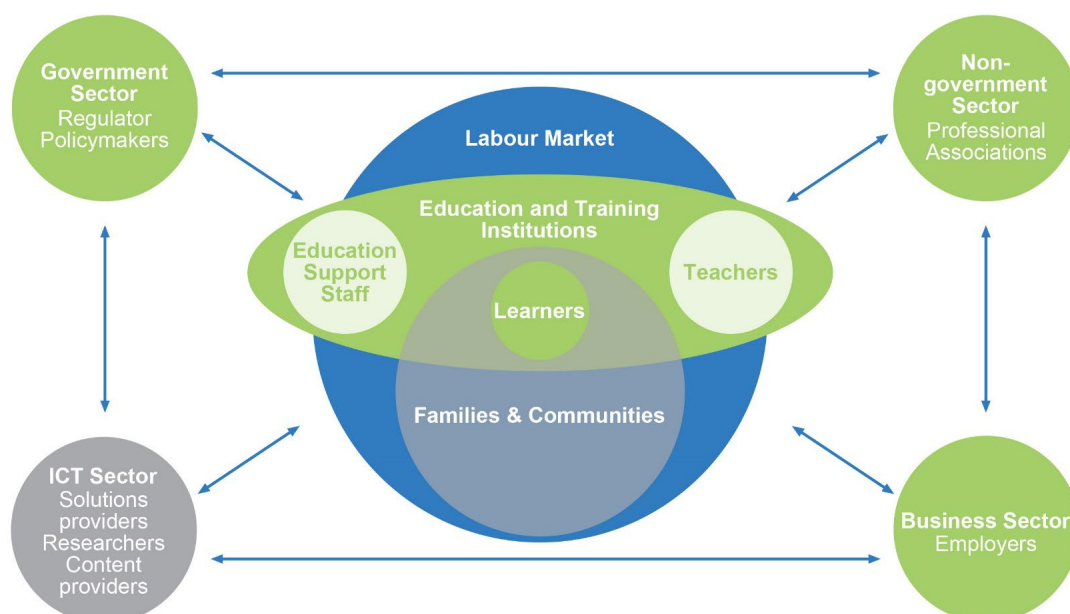 Government
Sector
Regulator
Policymakers
Non-
government
Sector
Professional
Associations
Labour Market
Education and Training
Institutions
Education
Support
Staff
Teachers
Learners
Families & Communities
ICT Sector
Solutions
providers
Researchers
Content
providers
Business Sector
Employers